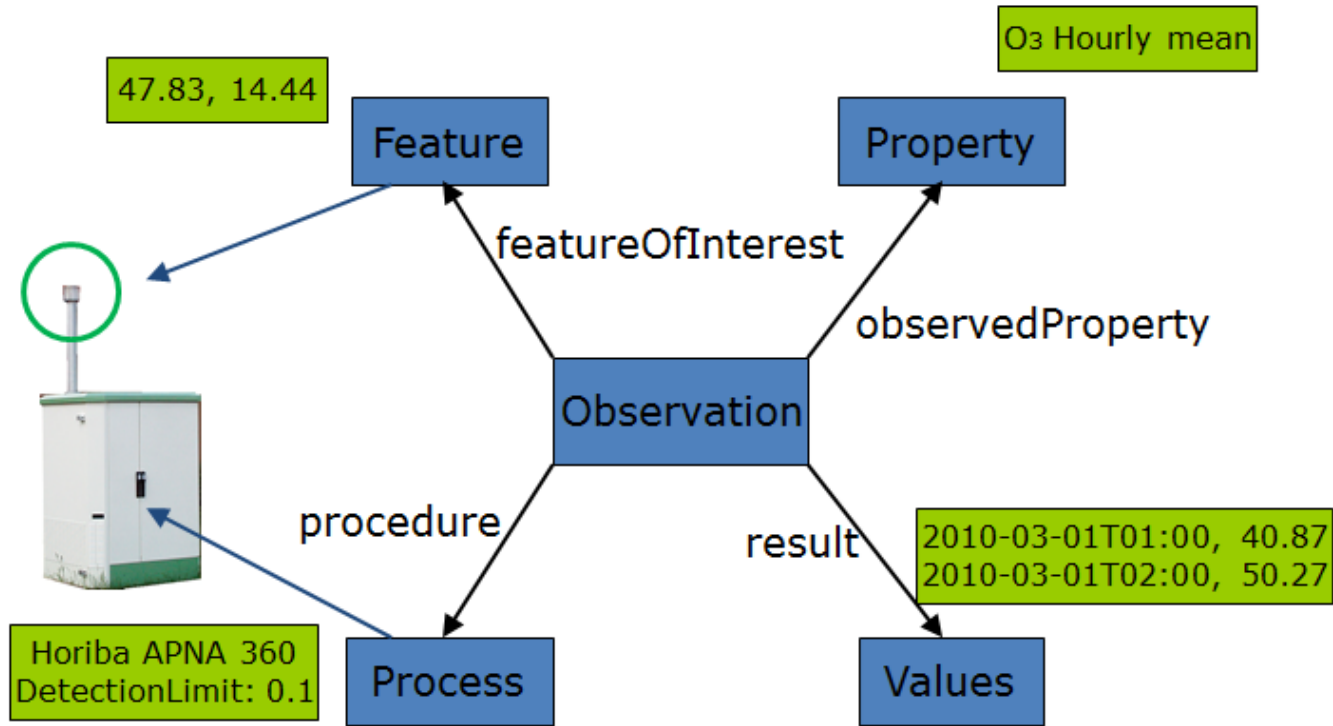 O3 Hourly mean
47.83, 14.44
Feature
Property
featureOfInterest
observedProperty
Observation
procedure
result
2010-03-01T01:00, 40.87
2010-03-01T02:00, 50.27
Horiba APNA 360
DetectionLimit: 0.1
Process
Values